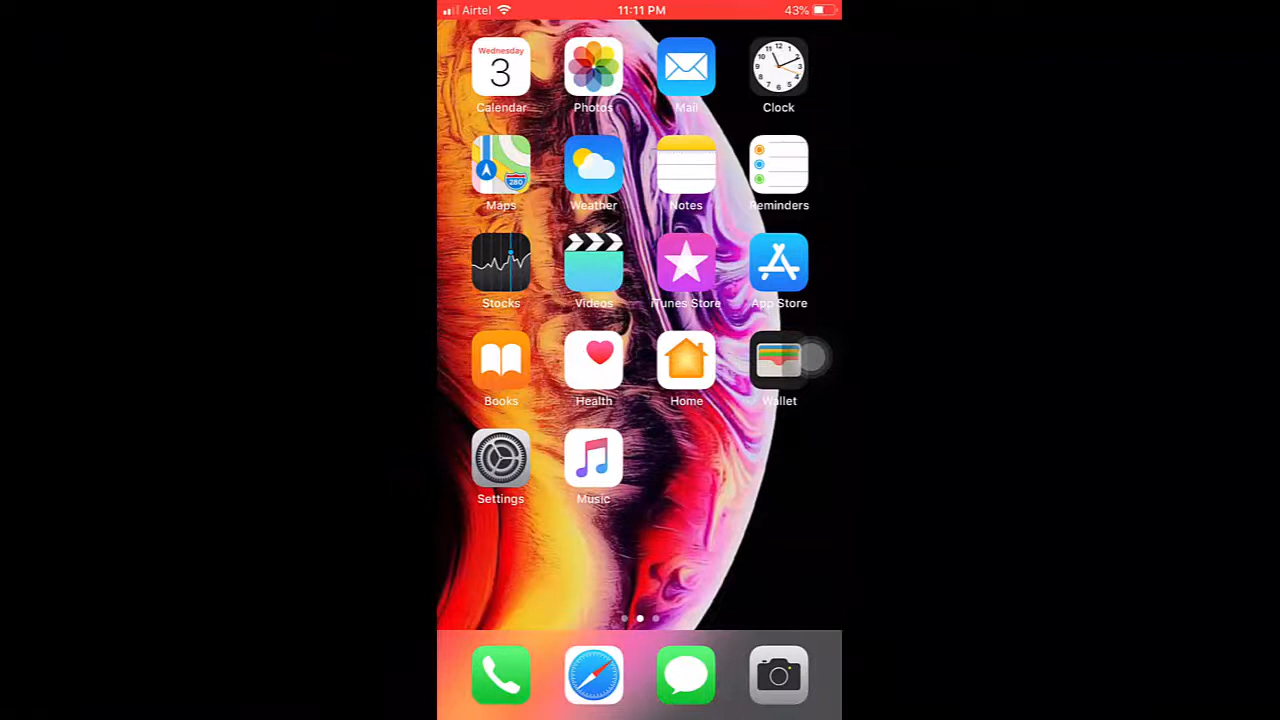 Airtel 11:11 PM 43%
Wednesday
3
Calendar Photos Mail Clock
280
Maps Weather Notes Reminders
Stocks Videos iTunes Store App Store
Books Health Home Wallet
Settings Music